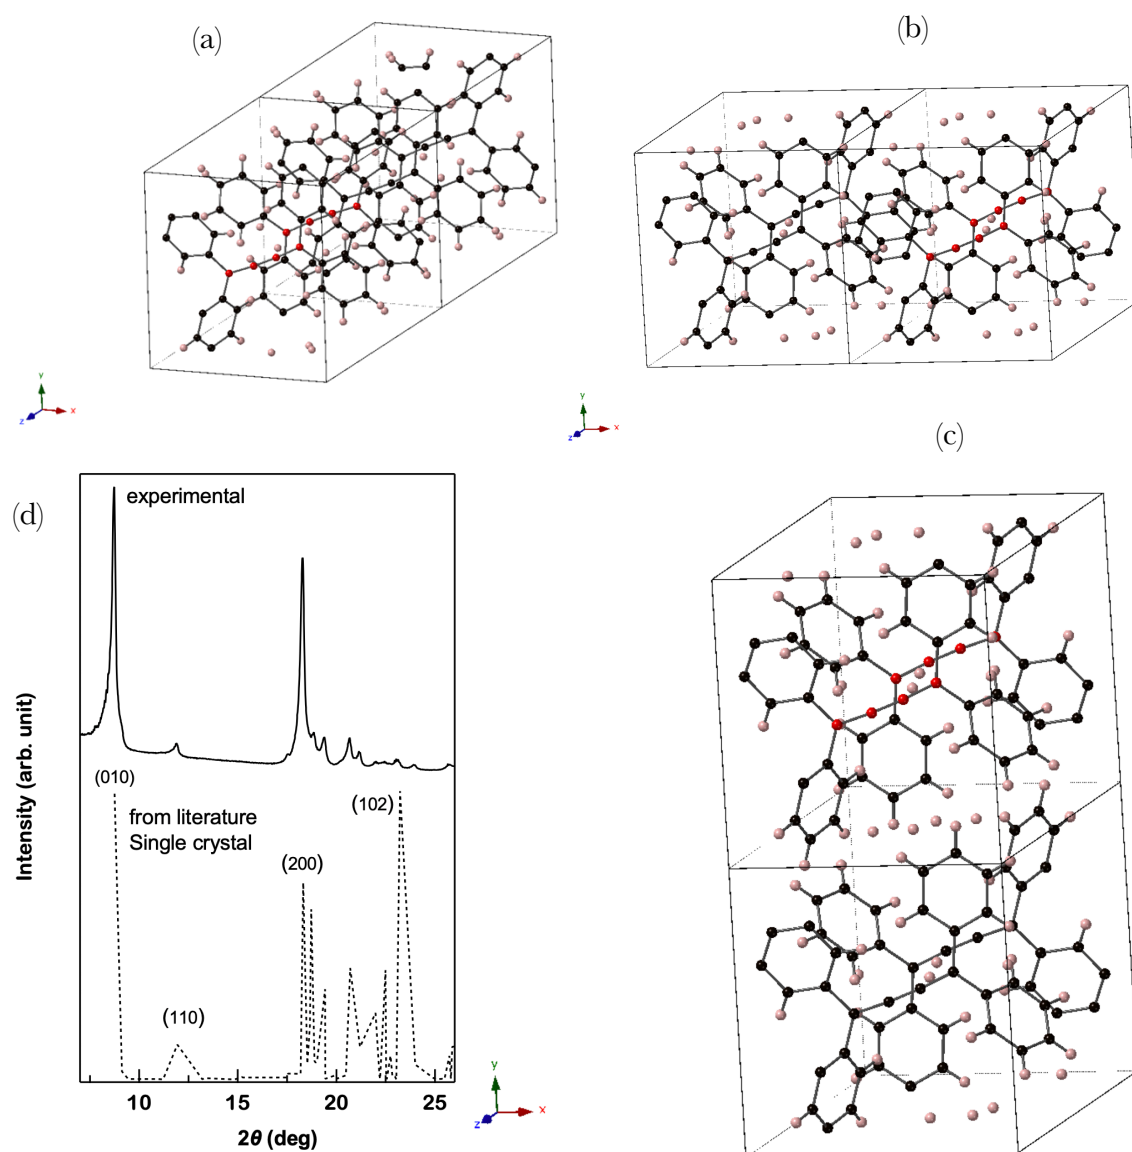 (a)
(b)
y
x
z
y
x
z
(c)
(d)
experimental
(010)
from literature
Single crystal
(102)
(200)
(110)
Intensity (arb. unit)
10
15
20
25
2θ (deg)
y
x
z